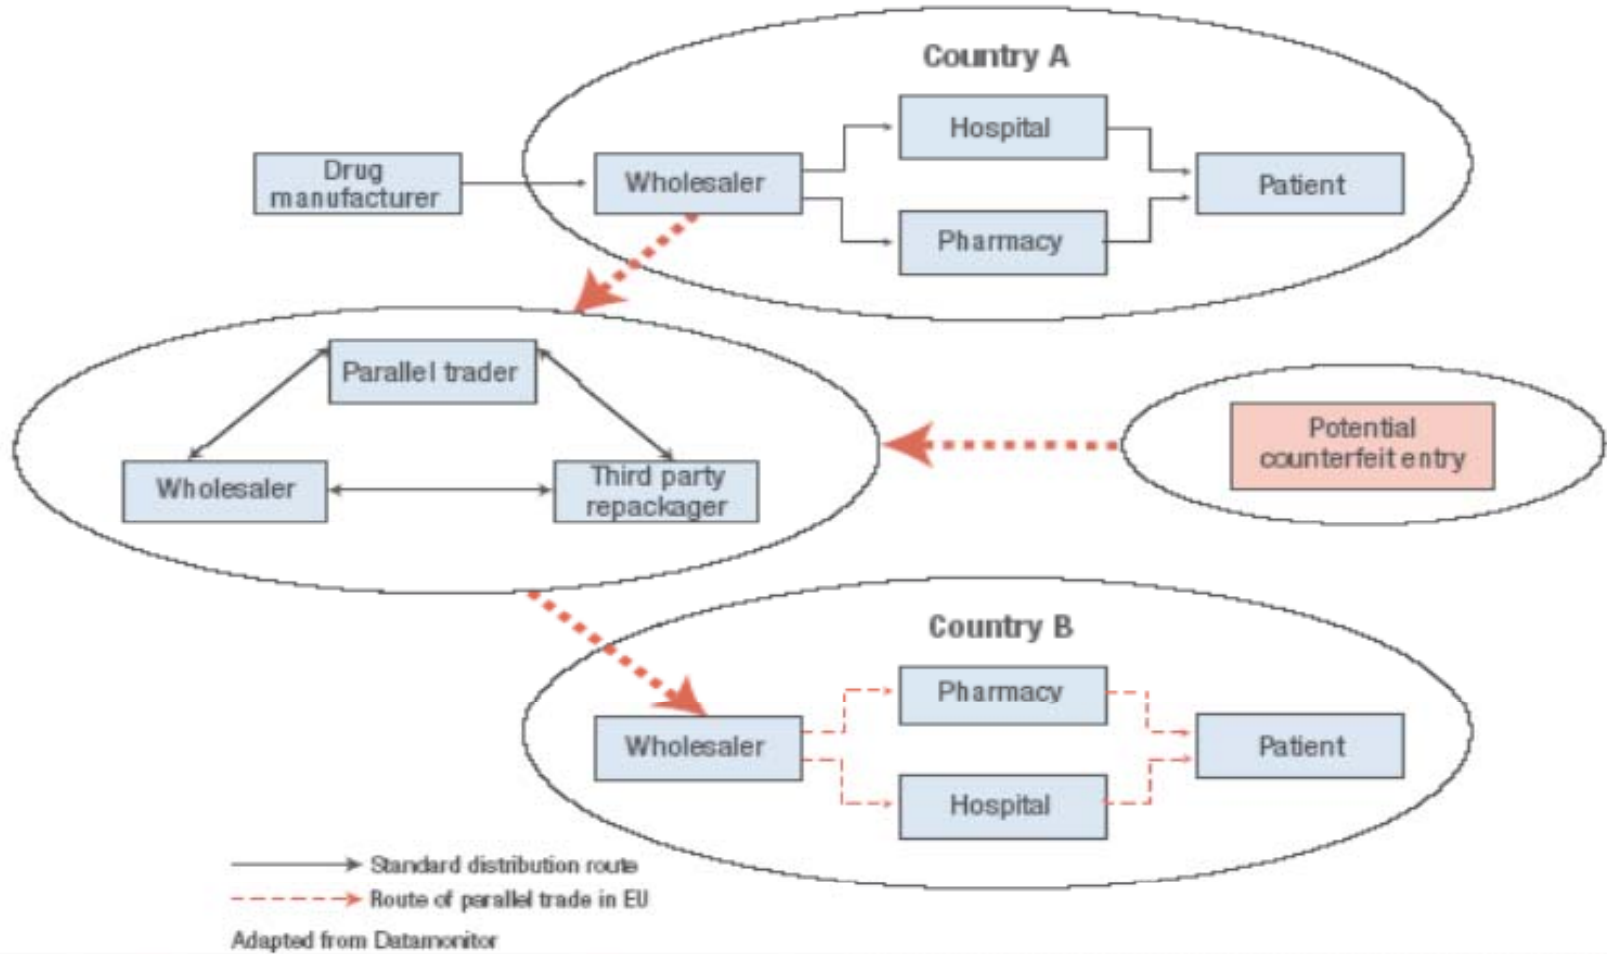 Country A
Hospital
Drug
manufacturer
Wholesaler
Patient
Pharmacy
Parallel trader
Wholesaler
Third party
repackager
Potential
counterfeit entry
Country B
Pharmacy
Wholesaler
Patient
Hospital
Standard distribution route
Route of parallel trade in EU
Adapted from Datamonitor